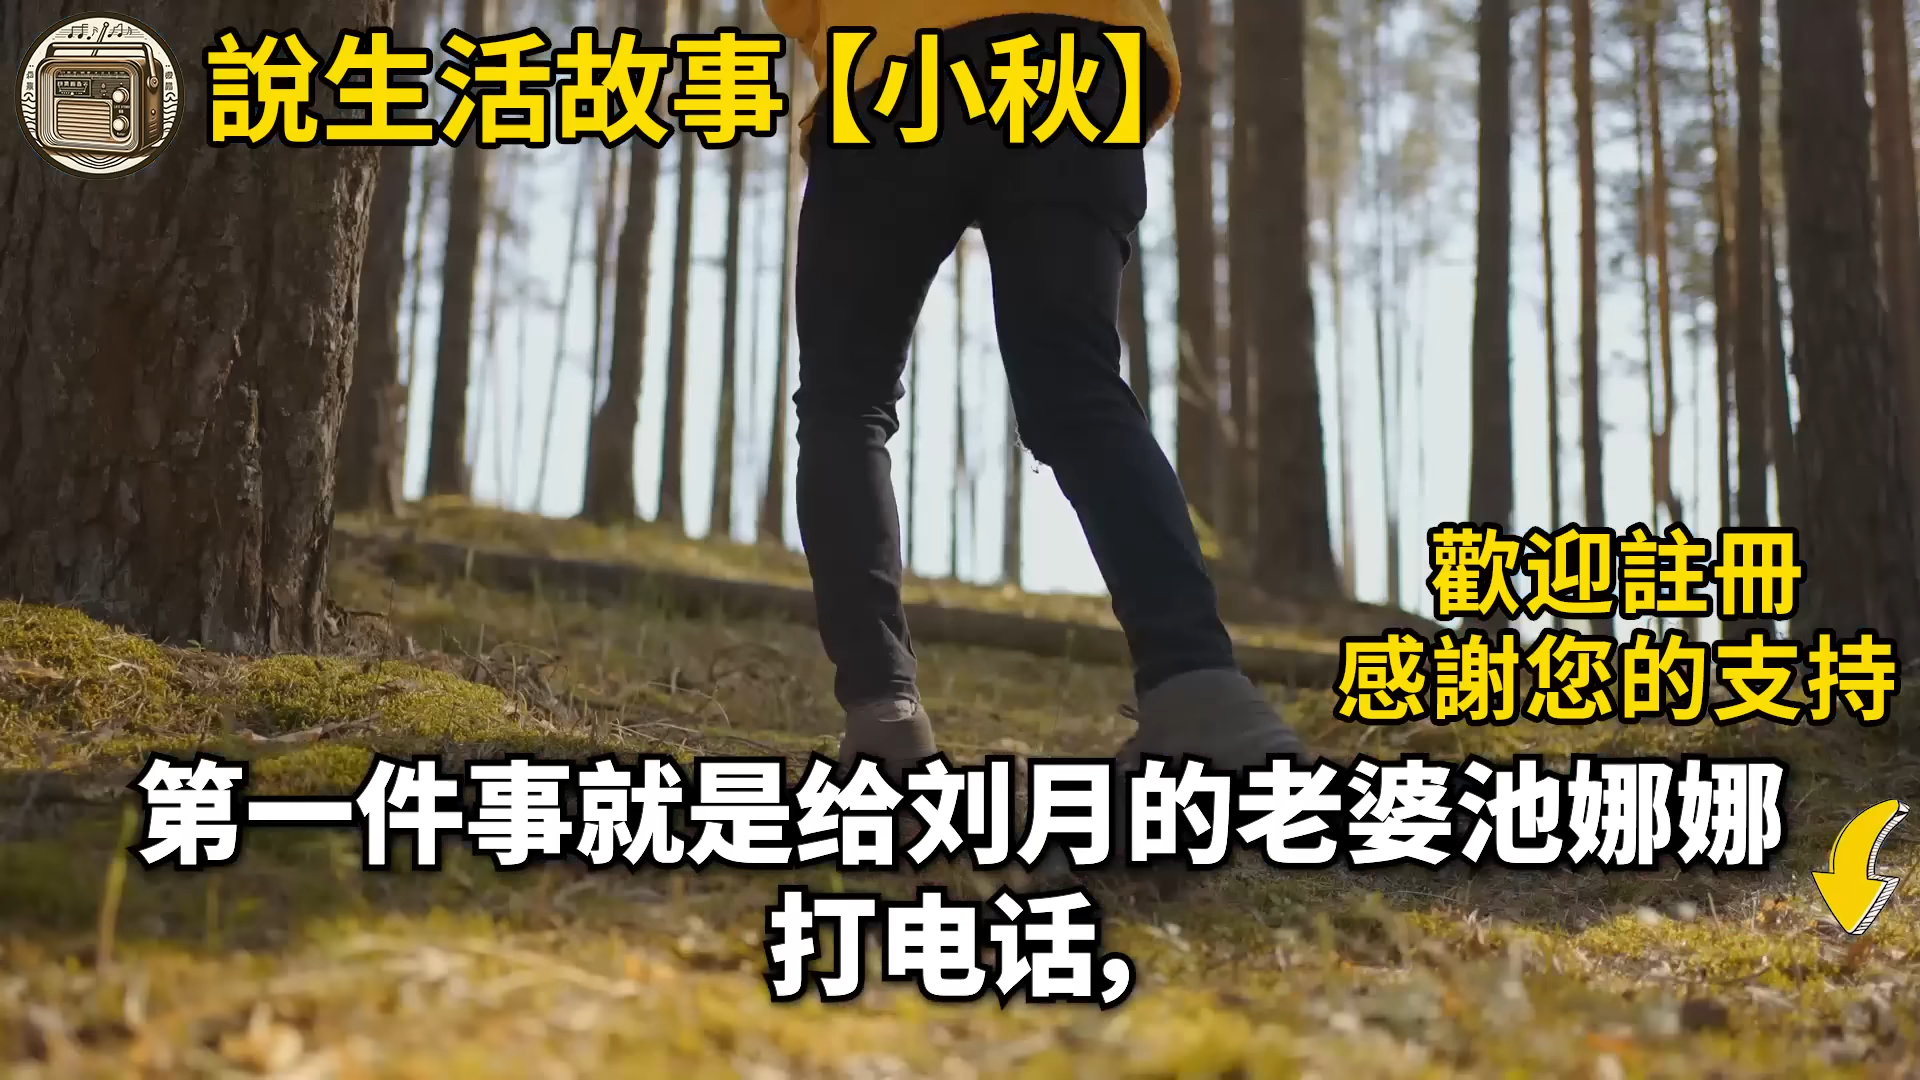 說生活故事【小秋】
歡迎註冊
感謝您的支持
第一件事就是给刘月的老婆池娜娜
打电话,